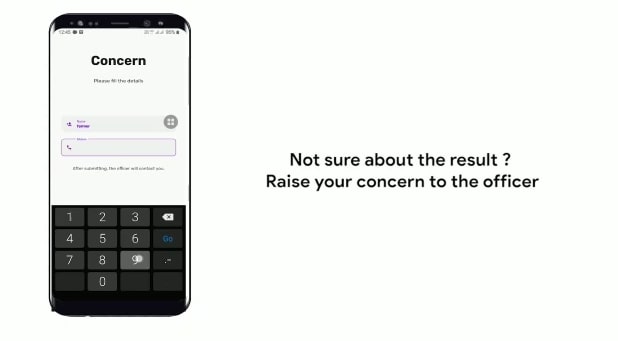 12:45
95%
Concern
Please fill the details
Name
farmer
Phone
After submitting, the officer will contact you.
Not sure about the result ?
Raise your concern to the officer
1 2 3
4 5 6 Go
7 8 9 .-
0